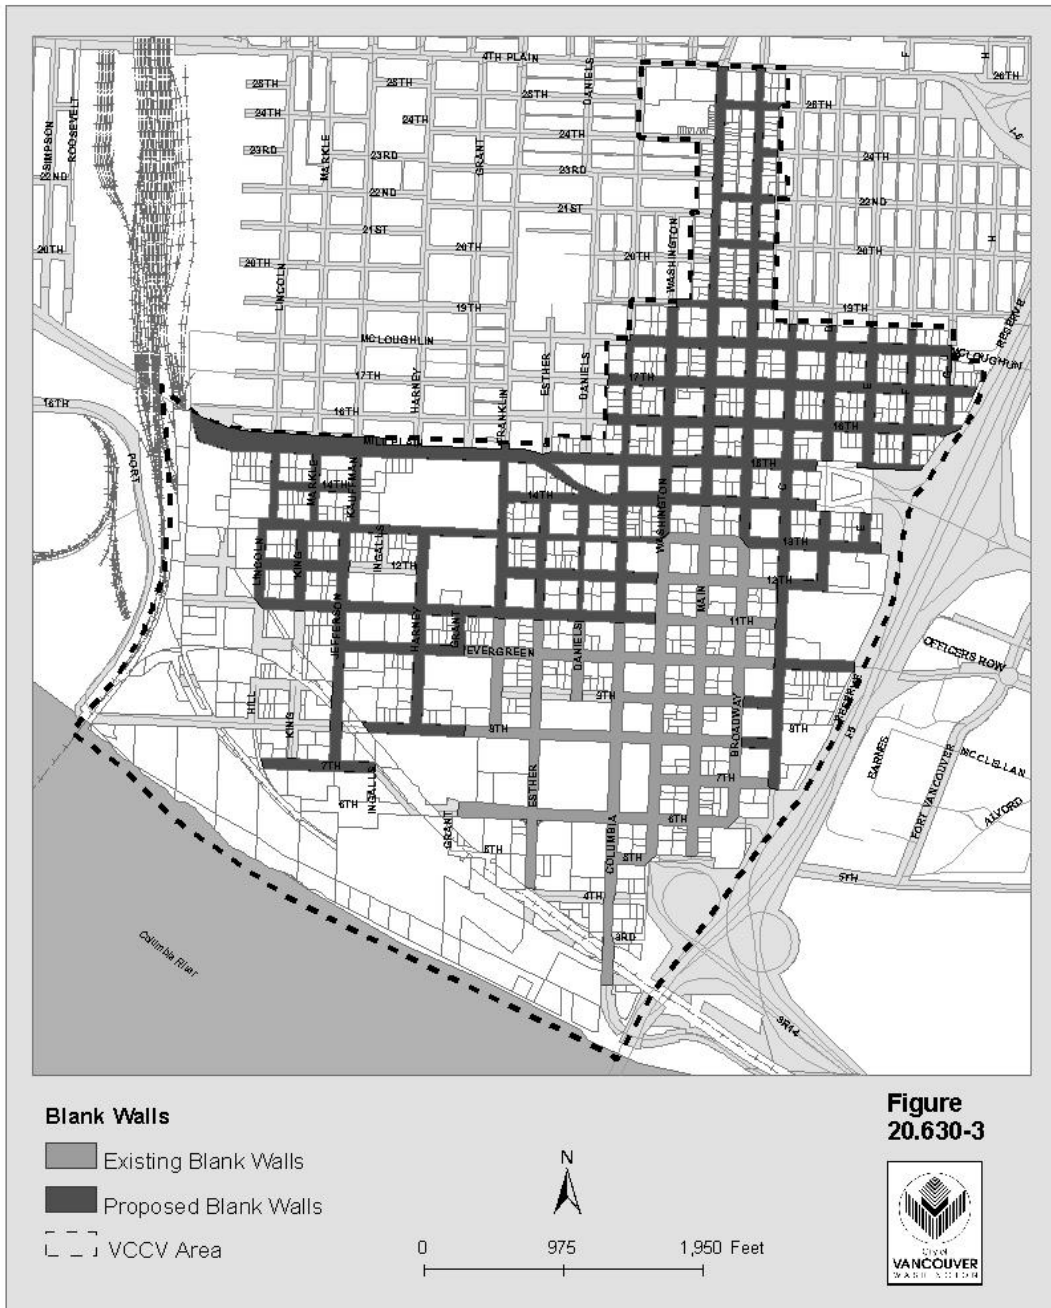 4TH PLAIN
F
H
26TH
25TH
25TH
DANIELS
25TH
25TH
I-5
SIMPSON
ROOSEVELT
24TH
MARKLE
24TH
GRANT
24TH
23RD
23RD
23RD
24TH
22ND
22ND
22ND
21ST
21ST
H
20TH
20TH
20TH
20TH
WASHINGTON
20TH
LINCOLN
19TH
19TH
RESERVE
D
MCLOUGHLIN
MCLOUGHLIN
17TH
HARNEY
ESTHER
DANIELS
17TH
E
F
G
16TH
16TH
FRANKLIN
16TH
MILL PLAIN
PORT
15TH
14TH
MARKLE
KAUFFMAN
14TH
WASHINGTON
C
E
LINCOLN
KING
INGALLS
12TH
13TH
12TH
MAIN
JEFFERSON
HARNEY
GRANT
11TH
EVERGREEN
DANIELS
OFFICERS ROW
9TH
HILL
KING
8TH
BROADWAY
8TH
RESERVE
I-5
BARNES
FORT VANCOUVER
MCCLELLAN
ALVORD
7TH
INGALLS
ESTHER
7TH
6TH
GRANT
COLUMBIA
6TH
5TH
5TH
5TH
4TH
3RD
Columbia River
SR14
Blank Walls
Existing Blank Walls
Proposed Blank Walls
VCCV Area
N
0 975 1,950 Feet
Figure
20.630-3
City of
VANCOUVER
WASHINGTON